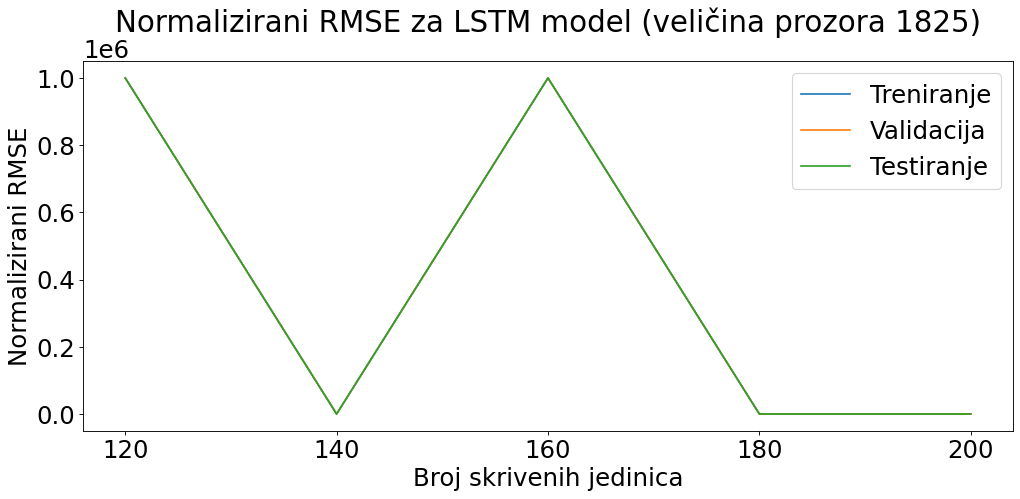 Normalizirani RMSE za LSTM model (veličina prozora 1825)
1e6
1.0
0.8
0.6
0.4
0.2
0.0
Normalizirani RMSE
Treniranje
Validacija
Testiranje
120 140 160 180 200
Broj skrivenih jedinica